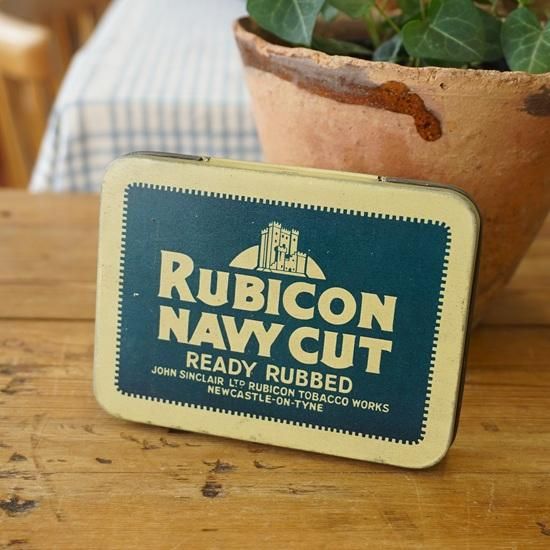 RUBICON
NAVY CUT
READY RUBBED
JOHN SINCLAIR LTD RUBICON TOBACCO WORKS
NEWCASTLE-ON-TYNE